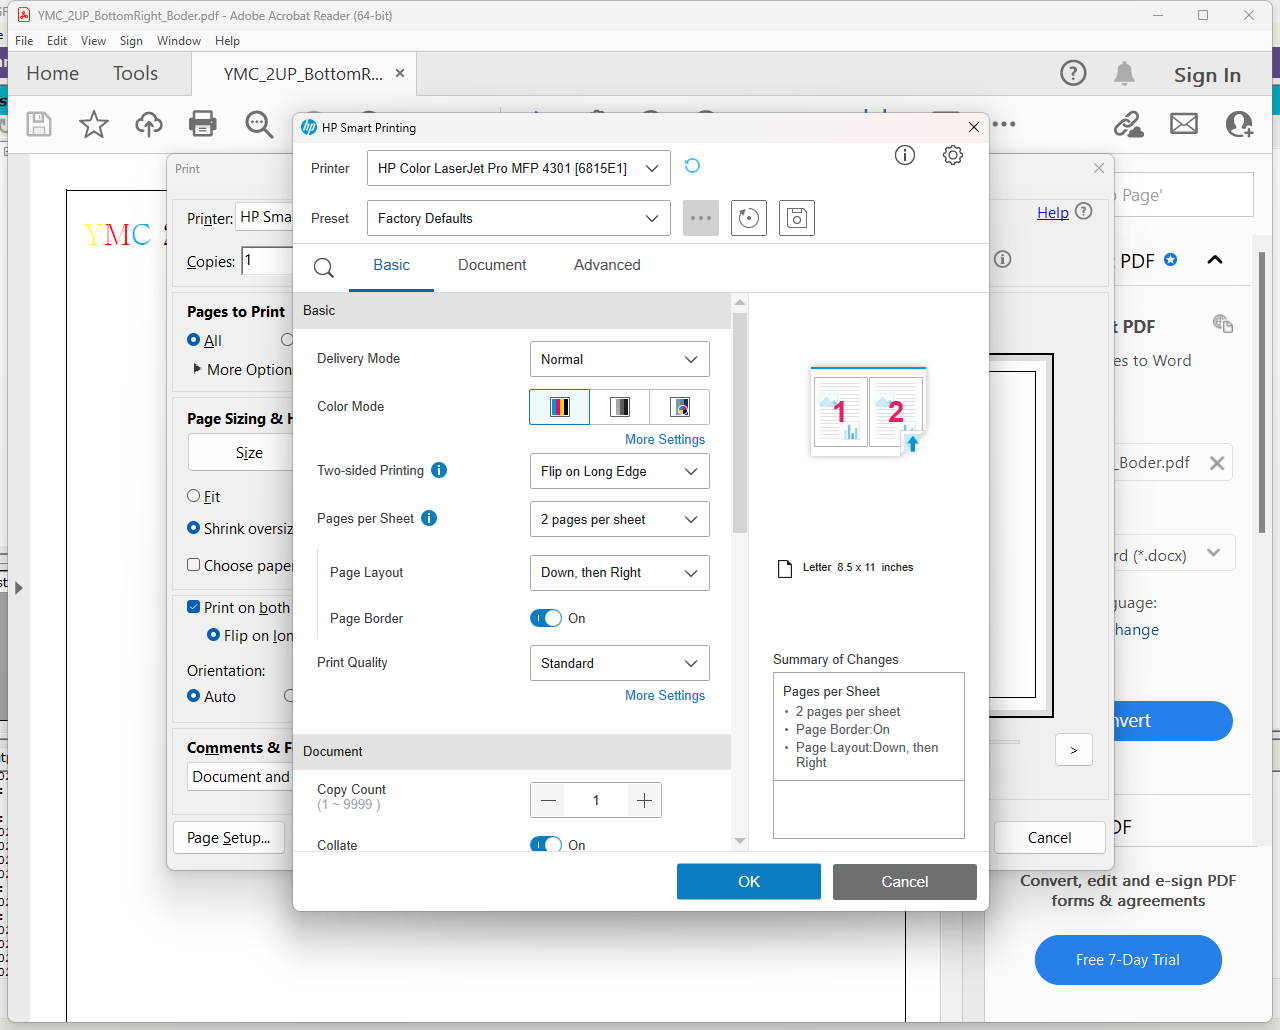 YMC_2UP_BottomRight_Boder.pdf - Adobe Acrobat Reader (64-bit)
File Edit View Sign Window Help
Home Tools YMC_2UP_BottomR... × Sign In
HP Smart Printing
Print
Printer HP Color LaserJet Pro MFP 4301 [6815E1]
Preset Factory Defaults
Basic Document Advanced
YMC
Printer: HP Sma
Copies: 1
Help
Pages to Print
All
More Option
Page Sizing & H
Size
Fit
Shrink oversiz
Choose pape
Print on both
Flip on lon
Orientation:
Auto
Comments & F
Document and
Page Setup...
Basic
Delivery Mode Normal
Color Mode
More Settings
Two-sided Printing Flip on Long Edge
Pages per Sheet 2 pages per sheet
Page Layout Down, then Right
Page Border On
Print Quality Standard
More Settings
Document
Copy Count 1
(1 ~ 9999 )
Collate On
1 2
Letter 8.5 x 11 inches
Summary of Changes
Pages per Sheet
• 2 pages per sheet
• Page Border:On
• Page Layout:Down, then
Right
OK Cancel
>
Cancel
Page'
PDF
PDF
es to Word
_Boder.pdf
rd (*.docx)
guage:
hange
vert
DF
Convert, edit and e-sign PDF
forms & agreements
Free 7-Day Trial